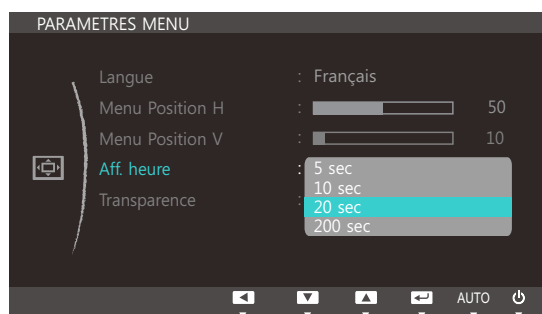 PARAMETRES MENU
Langue : Français
Menu Position H : 50
Menu Position V : 10
Aff. heure : 5 sec
10 sec
Transparence : 20 sec
200 sec
AUTO